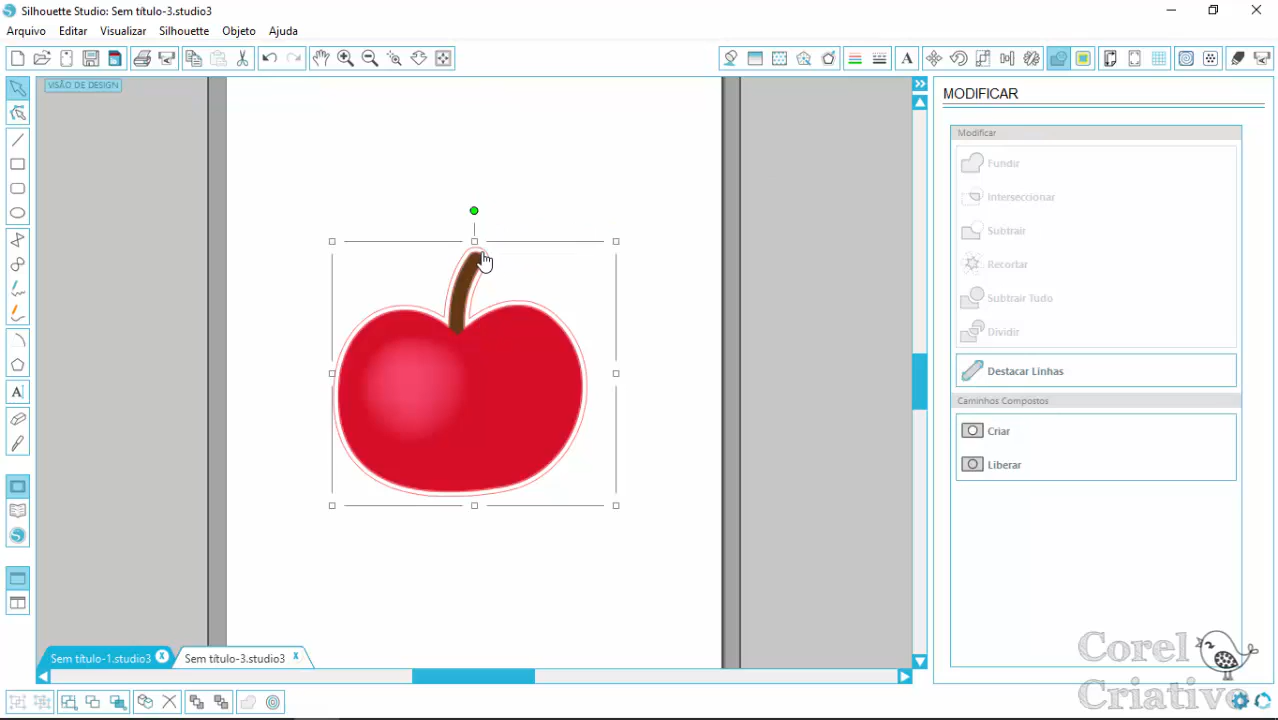 Silhouette Studio: Sem título-3.studio3
Arquivo Editar Visualizar Silhouette Objeto Ajuda
VISÃO DE DESIGN
MODIFICAR
Modificar
Fundir
Interseccionar
Subtrair
Recortar
Subtrair Tudo
Dividir
Destacar Linhas
Caminhos Compostos
Criar
Liberar
Sem título-1.studio3 x Sem título-3.studio3 x
Corel
Criativo